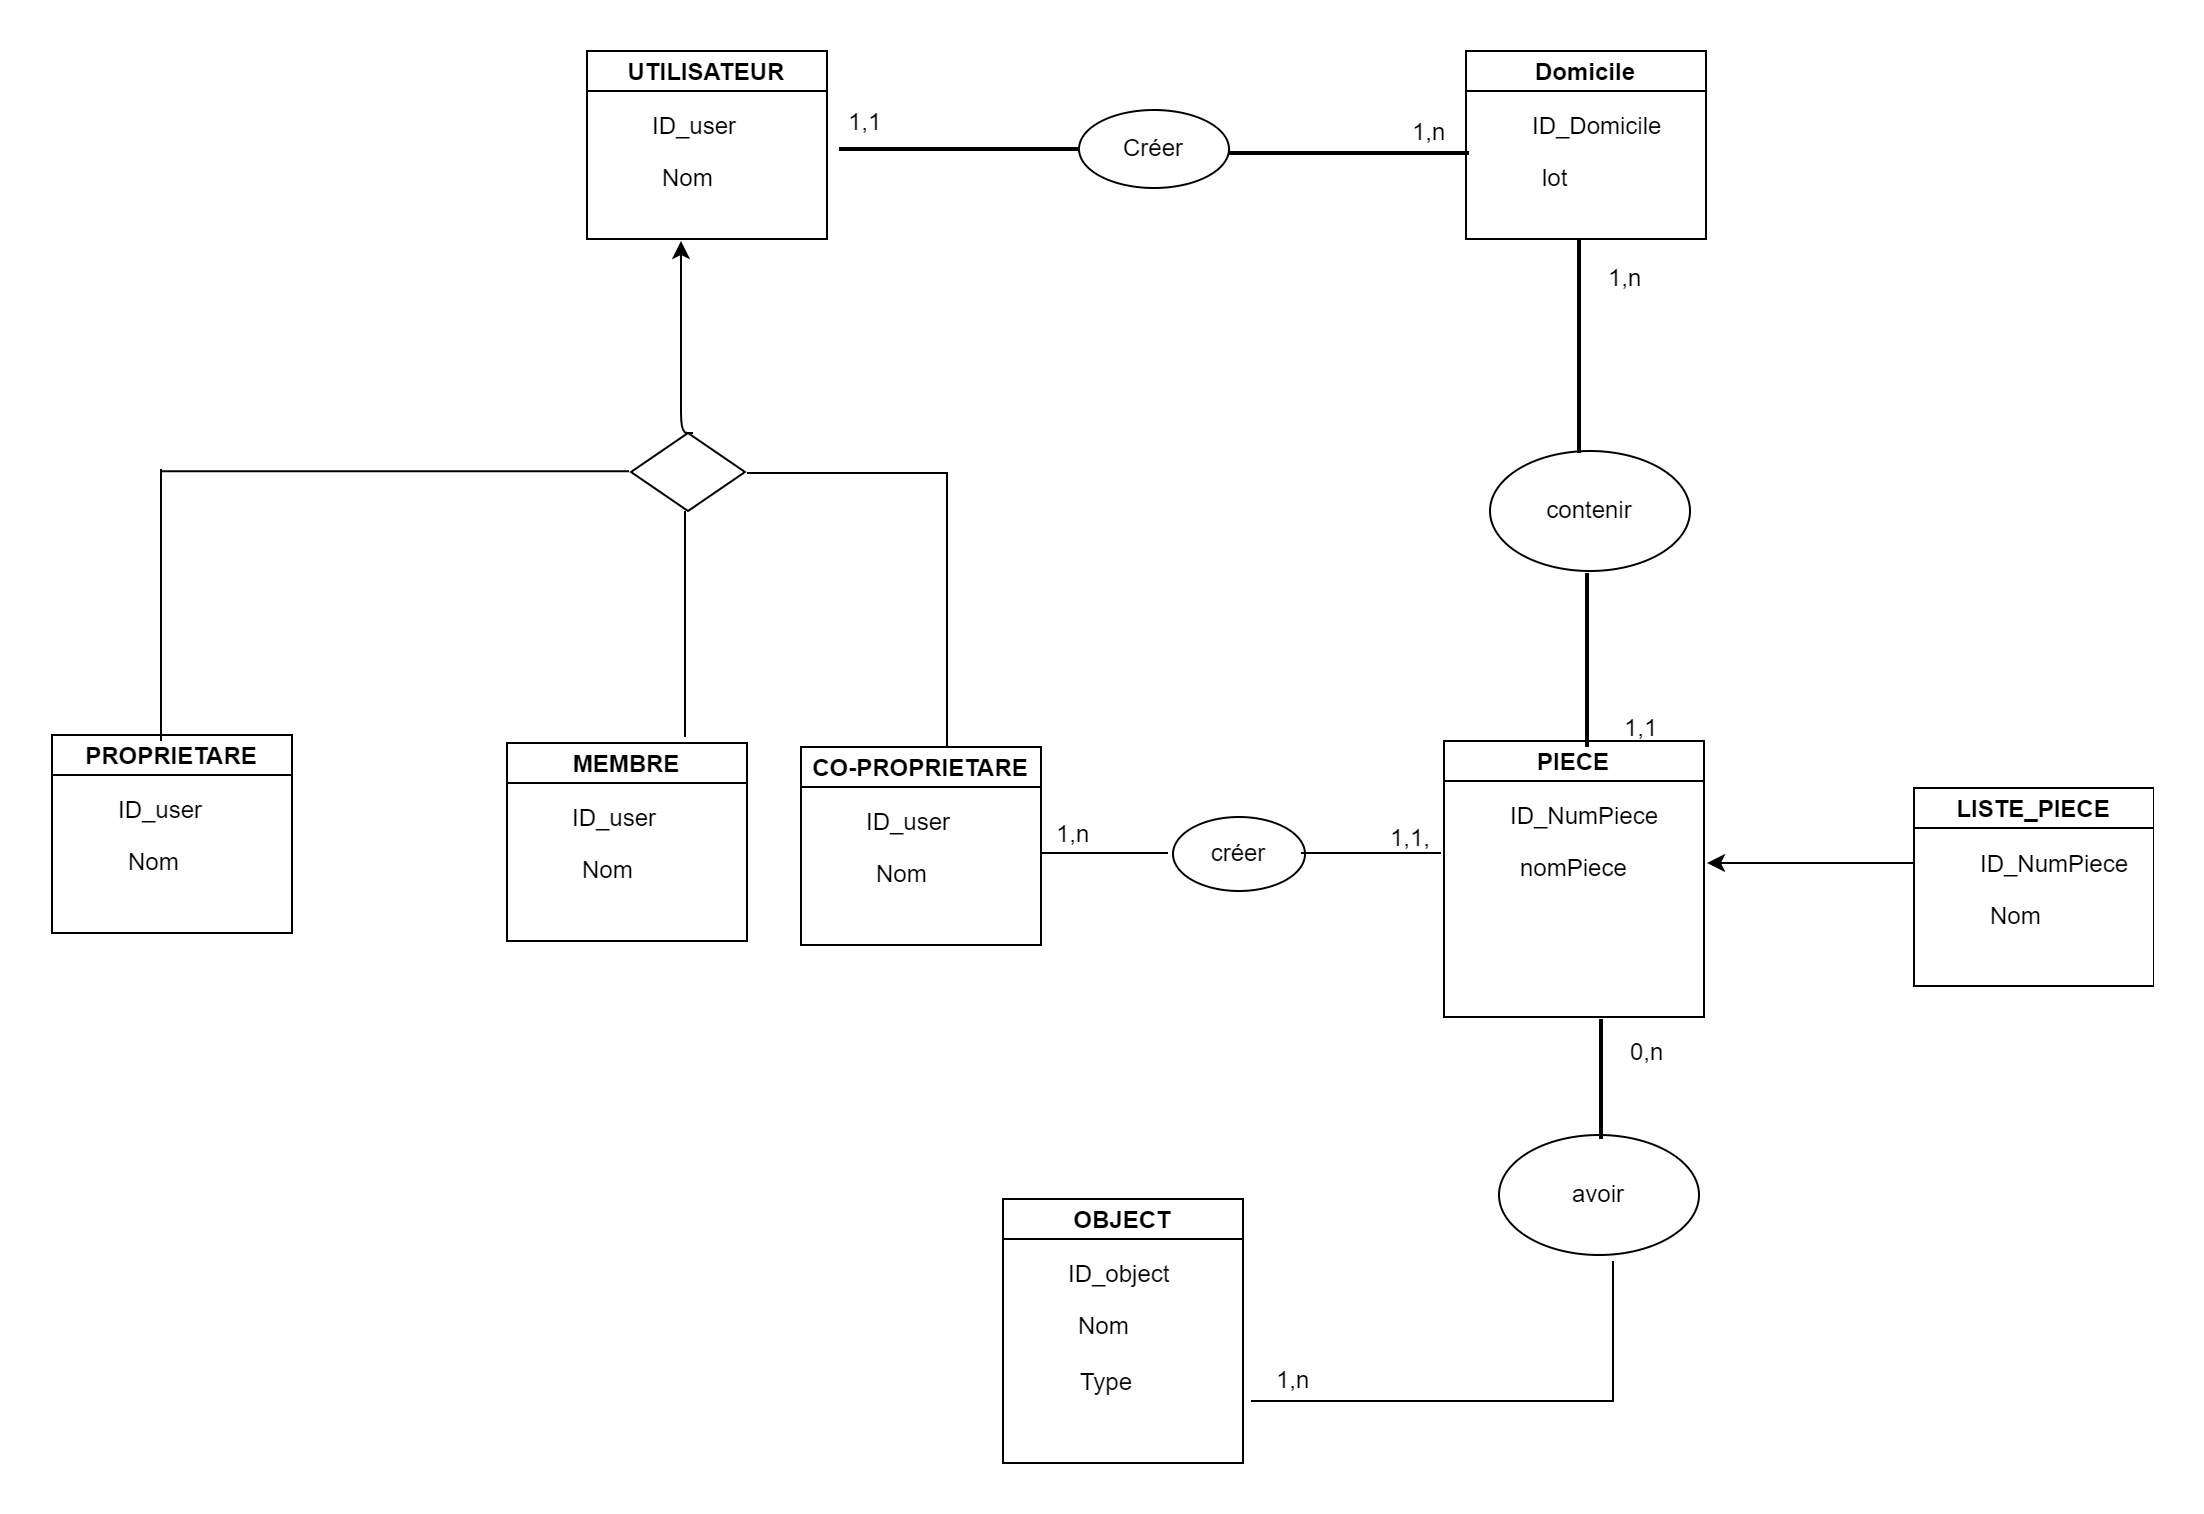 UTILISATEUR
ID_user
Nom
1,1
Créer
1,n
Domicile
ID_Domicile
lot
1,n
contenir
1,1
PROPRIETARE
ID_user
Nom
MEMBRE
ID_user
Nom
CO-PROPRIETARE
ID_user
Nom
1,n
créer
1,1,
PIECE
ID_NumPiece
nomPiece
LISTE_PIECE
ID_NumPiece
Nom
0,n
avoir
OBJECT
ID_object
Nom
Type
1,n